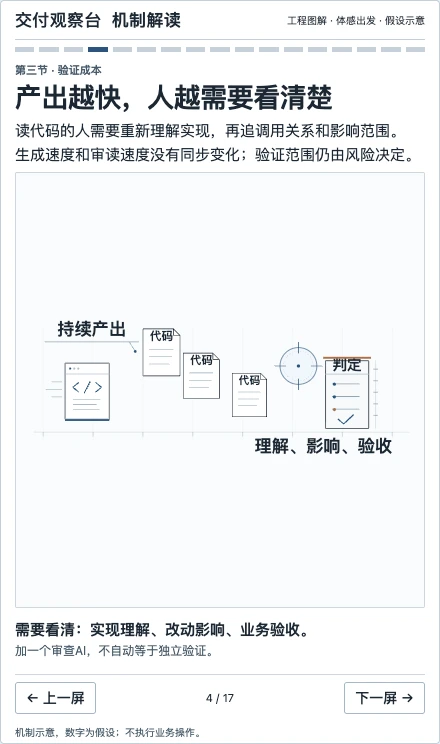 交付观察台 机制解读
工程图解 · 体感出发 · 假设示意
第三节 · 验证成本
产出越快，人越需要看清楚
读代码的人需要重新理解实现，再追调用关系和影响范围。
生成速度和审读速度没有同步变化；验证范围仍由风险决定。
持续产出
代码
代码
代码
判定
</>
理解、影响、验收
需要看清：实现理解、改动影响、业务验收。
加一个审查AI，不自动等于独立验证。
← 上一屏
4 / 17
下一屏 →
机制示意，数字为假设；不执行业务操作。